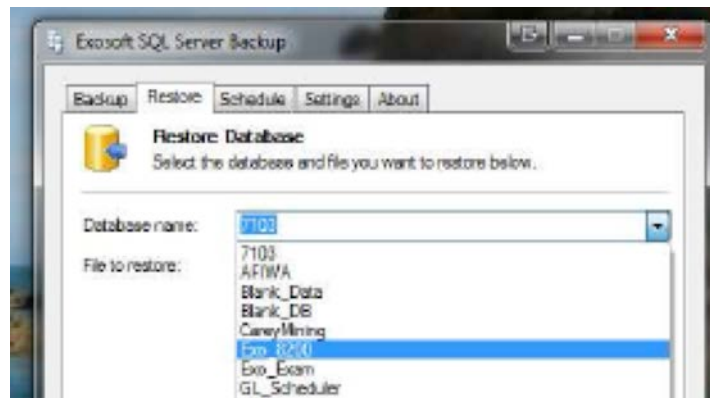 Exosoft SQL Server Backup
Backup Restore Schedule Settings About
Restore Database
Select the database and file you want to restore below.
Database name: 7103
File to restore:
7103
AFIWA
Blank_Data
Blank_DB
CareyMining
Exo_8200
Exo_Exam
GL_Scheduler